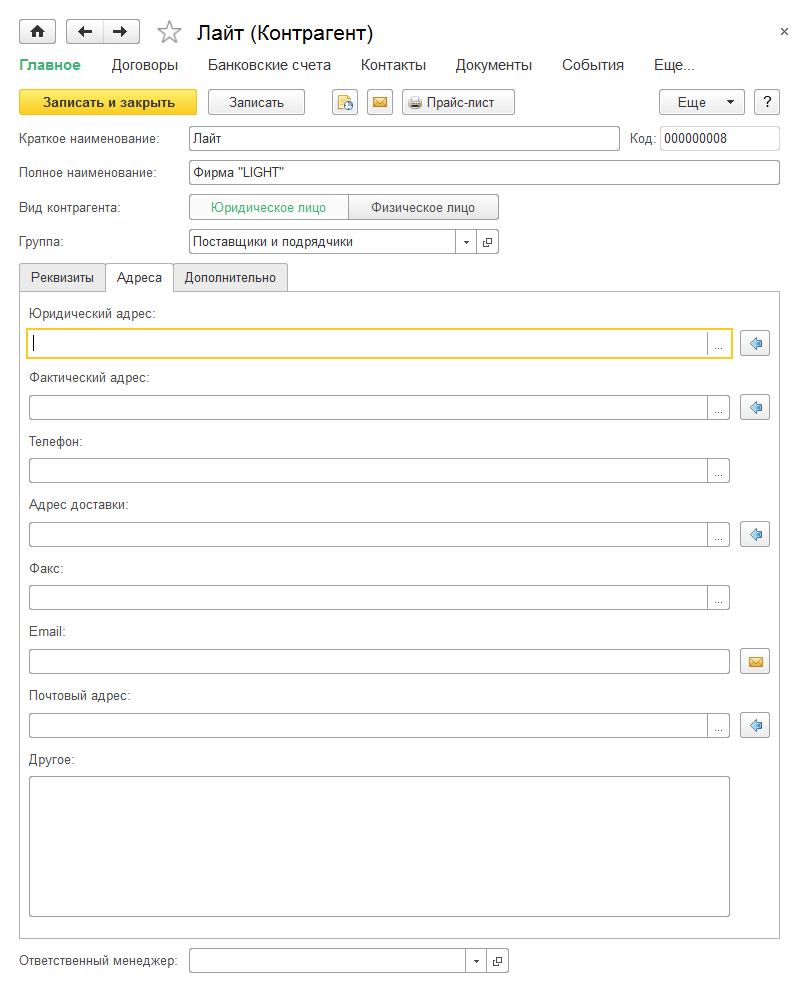 Лайт (Контрагент)
Главное Договоры Банковские счета Контакты Документы События Еще...
Записать и закрыть Записать Прайс-лист Еще ?
Краткое наименование: Лайт Код: 000000008
Полное наименование: Фирма "LIGHT"
Вид контрагента: Юридическое лицо Физическое лицо
Группа: Поставщики и подрядчики
Реквизиты Адреса Дополнительно
Юридический адрес:
...
Фактический адрес:
...
Телефон:
...
Адрес доставки:
...
Факс:
...
Email:
Почтовый адрес:
...
Другое:
Ответственный менеджер: